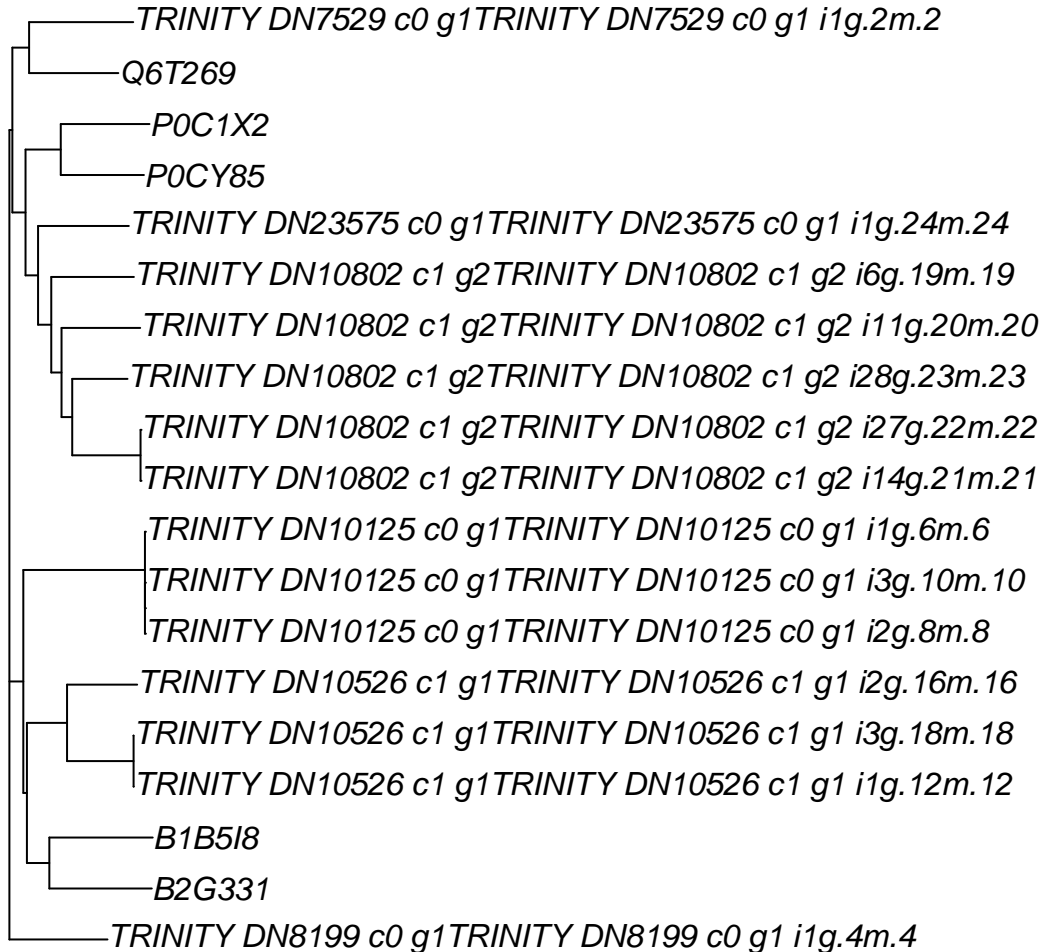 TRINITY DN7529 c0 g1TRINITY DN7529 c0 g1 i1g.2m.2
Q6T269
P0C1X2
P0CY85
TRINITY DN23575 c0 g1TRINITY DN23575 c0 g1 i1g.24m.24
TRINITY DN10802 c1 g2TRINITY DN10802 c1 g2 i6g.19m.19
TRINITY DN10802 c1 g2TRINITY DN10802 c1 g2 i11g.20m.20
TRINITY DN10802 c1 g2TRINITY DN10802 c1 g2 i28g.23m.23
TRINITY DN10802 c1 g2TRINITY DN10802 c1 g2 i27g.22m.22
TRINITY DN10802 c1 g2TRINITY DN10802 c1 g2 i14g.21m.21
TRINITY DN10125 c0 g1TRINITY DN10125 c0 g1 i1g.6m.6
TRINITY DN10125 c0 g1TRINITY DN10125 c0 g1 i3g.10m.10
TRINITY DN10125 c0 g1TRINITY DN10125 c0 g1 i2g.8m.8
TRINITY DN10526 c1 g1TRINITY DN10526 c1 g1 i2g.16m.16
TRINITY DN10526 c1 g1TRINITY DN10526 c1 g1 i3g.18m.18
TRINITY DN10526 c1 g1TRINITY DN10526 c1 g1 i1g.12m.12
B1B5I8
B2G331
TRINITY DN8199 c0 g1TRINITY DN8199 c0 g1 i1g.4m.4